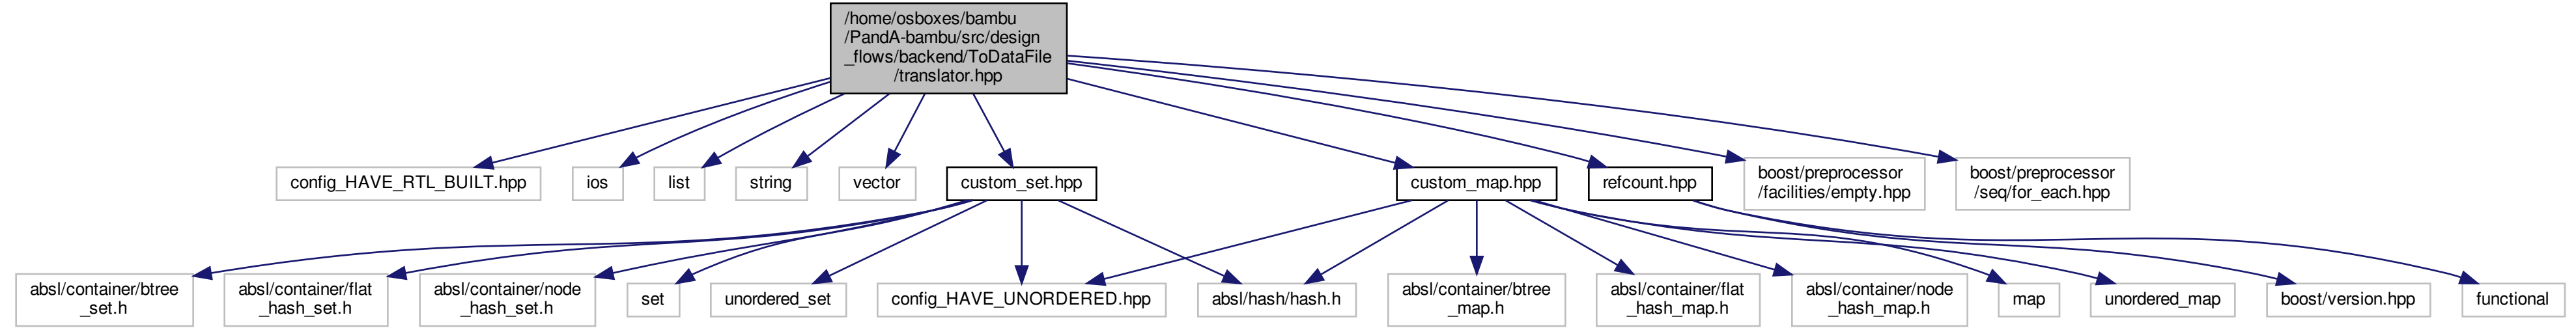 /home/osboxes/bambu
/PandA-bambu/src/design
_flows/backend/ToDataFile
/translator.hpp
config_HAVE_RTL_BUILT.hpp
ios
list
string
vector
custom_set.hpp
custom_map.hpp
refcount.hpp
boost/preprocessor
/facilities/empty.hpp
boost/preprocessor
/seq/for_each.hpp
absl/container/btree
_set.h
absl/container/flat
_hash_set.h
absl/container/node
_hash_set.h
set
unordered_set
config_HAVE_UNORDERED.hpp
absl/hash/hash.h
absl/container/btree
_map.h
absl/container/flat
_hash_map.h
absl/container/node
_hash_map.h
map
unordered_map
boost/version.hpp
functional